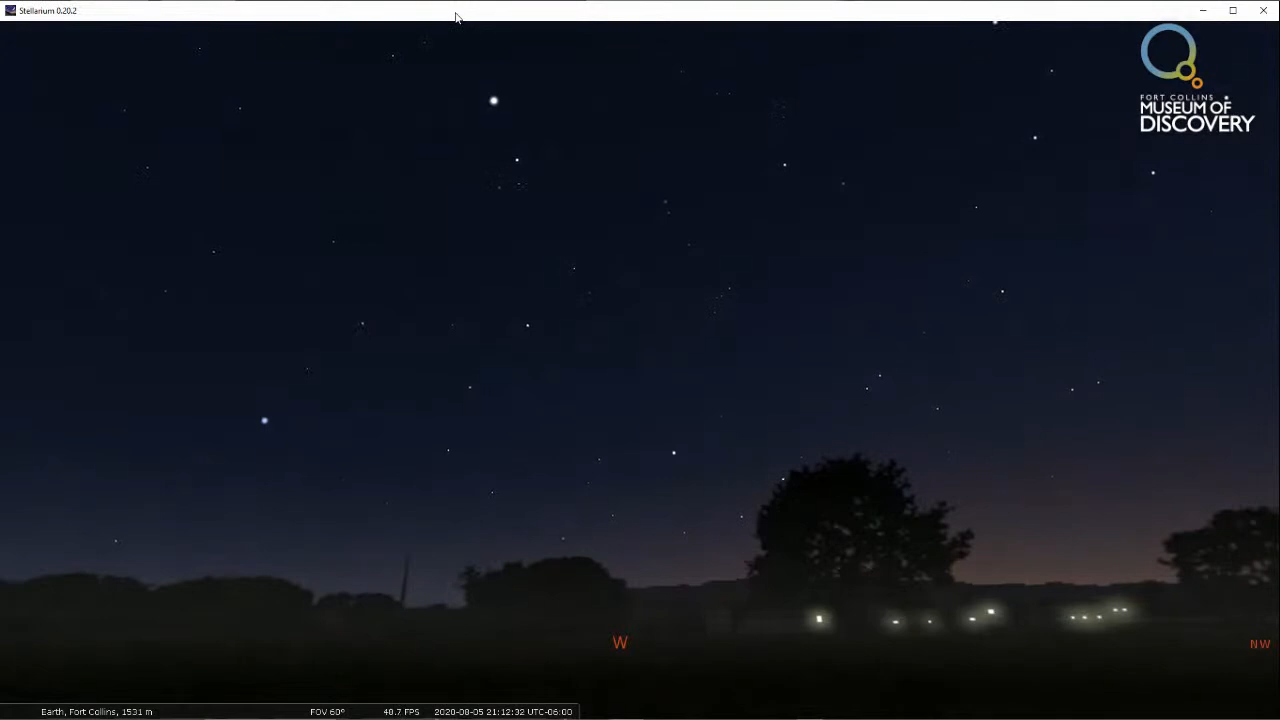 Stellarium 0.20.2
FORT COLLINS
MUSEUM OF
DISCOVERY
W
NW
Earth, Fort Collins, 1531 m
FOV 60°
48.7 FPS
2020-08-05 21:12:32 UTC-06:00